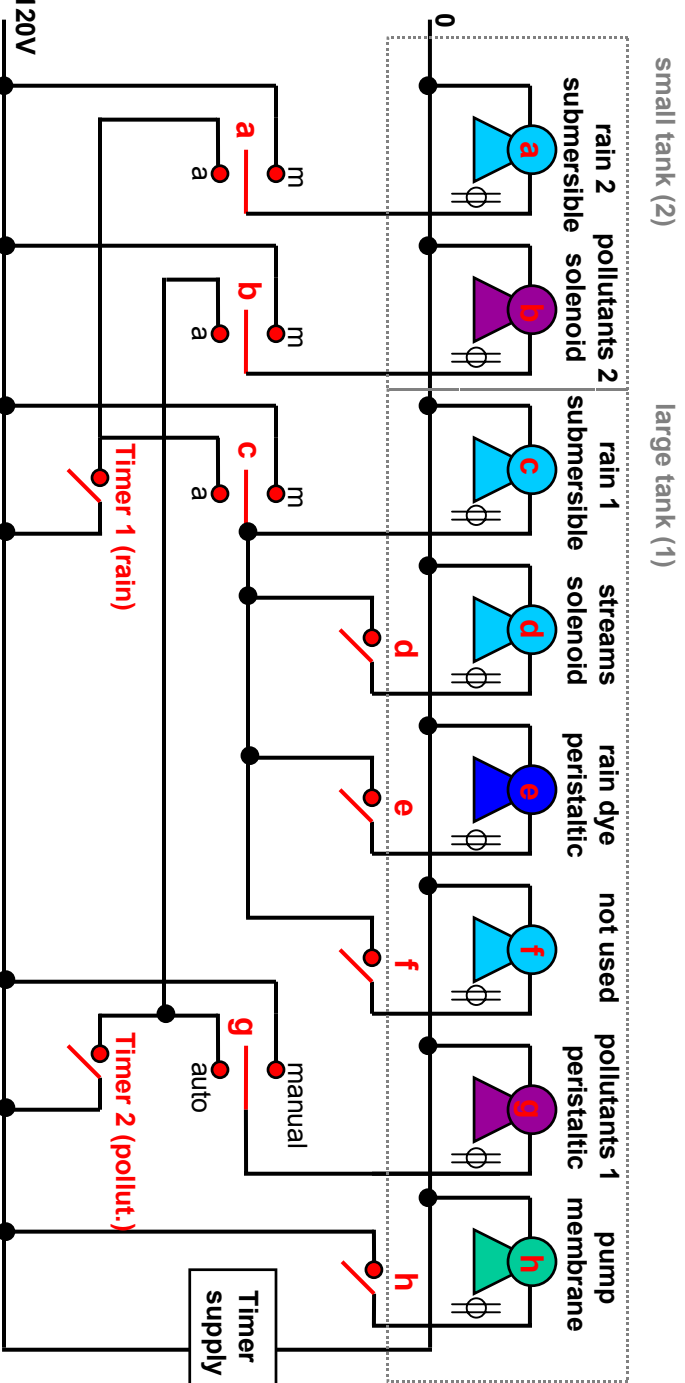 small tank (2)
large tank (1)
rain 2
submersible
pollutants 2
solenoid
rain 1
submersible
streams
solenoid
rain dye
peristaltic
not used
pollutants 1
peristaltic
pump
membrane
a
b
c
d
e
f
g
h
0
d
e
f
h
m
a
a
m
b
a
m
c
a
manual
g
auto
Timer 1 (rain)
Timer 2 (pollut.)
Timer
supply
120V